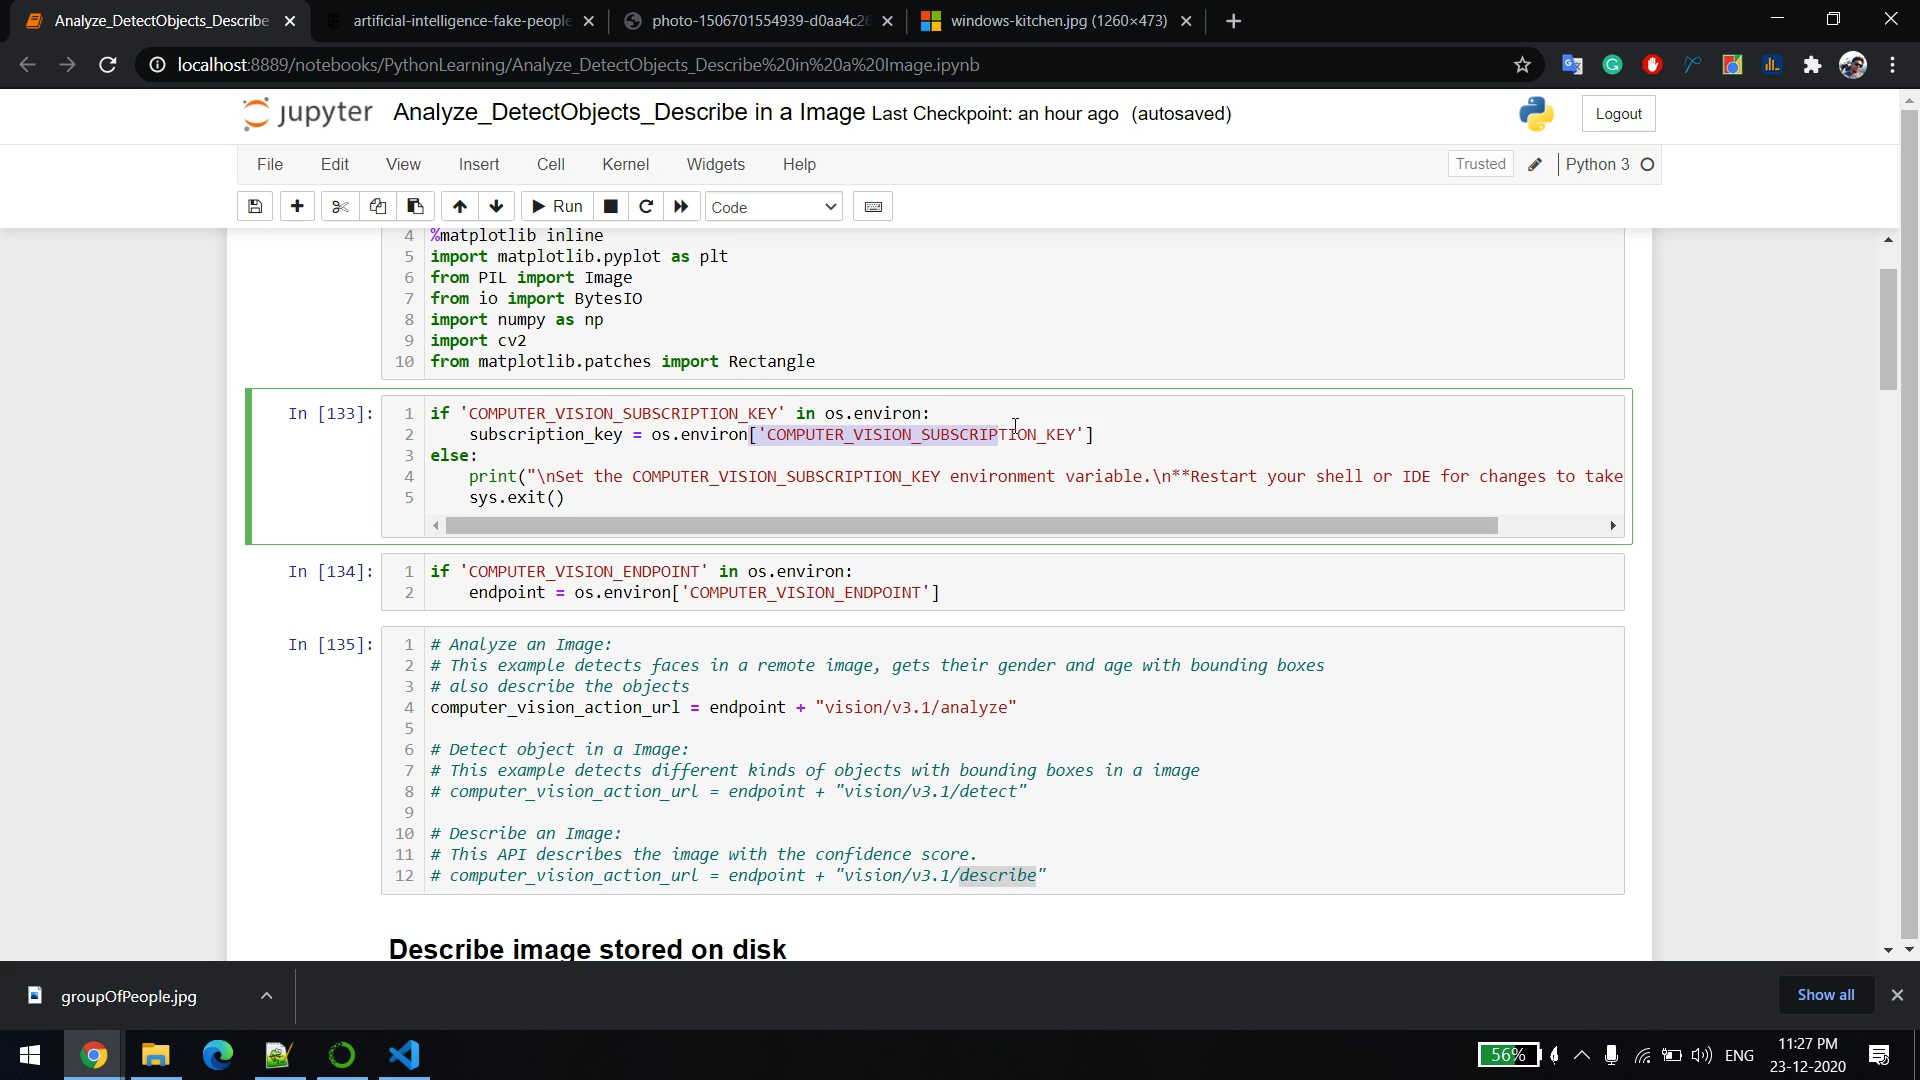 Analyze_DetectObjects_Describe
artificial-intelligence-fake-people
photo-1506701554939-d0aa4c2
windows-kitchen.jpg (1260×473)
localhost:8889/notebooks/PythonLearning/Analyze_DetectObjects_Describe%20in%20a%20Image.ipynb
jupyter Analyze_DetectObjects_Describe in a Image Last Checkpoint: an hour ago (autosaved)
Logout
File Edit View Insert Cell Kernel Widgets Help
Trusted Python 3
Run Code
4 %matplotlib inline
5 import matplotlib.pyplot as plt
6 from PIL import Image
7 from io import BytesIO
8 import numpy as np
9 import cv2
10 from matplotlib.patches import Rectangle
In [133]: 1 if 'COMPUTER_VISION_SUBSCRIPTION_KEY' in os.environ:
2 subscription_key = os.environ['COMPUTER_VISION_SUBSCRIPTION_KEY']
3 else:
4 print("\nSet the COMPUTER_VISION_SUBSCRIPTION_KEY environment variable.\n**Restart your shell or IDE for changes to take
5 sys.exit()
In [134]: 1 if 'COMPUTER_VISION_ENDPOINT' in os.environ:
2 endpoint = os.environ['COMPUTER_VISION_ENDPOINT']
In [135]: 1 # Analyze an Image:
2 # This example detects faces in a remote image, gets their gender and age with bounding boxes
3 # also describe the objects
4 computer_vision_action_url = endpoint + "vision/v3.1/analyze"
5
6 # Detect object in a Image:
7 # This example detects different kinds of objects with bounding boxes in a image
8 # computer_vision_action_url = endpoint + "vision/v3.1/detect"
9
10 # Describe an Image:
11 # This API describes the image with the confidence score.
12 # computer_vision_action_url = endpoint + "vision/v3.1/describe"
Describe image stored on disk
groupOfPeople.jpg
Show all
56%
ENG
11:27 PM
23-12-2020